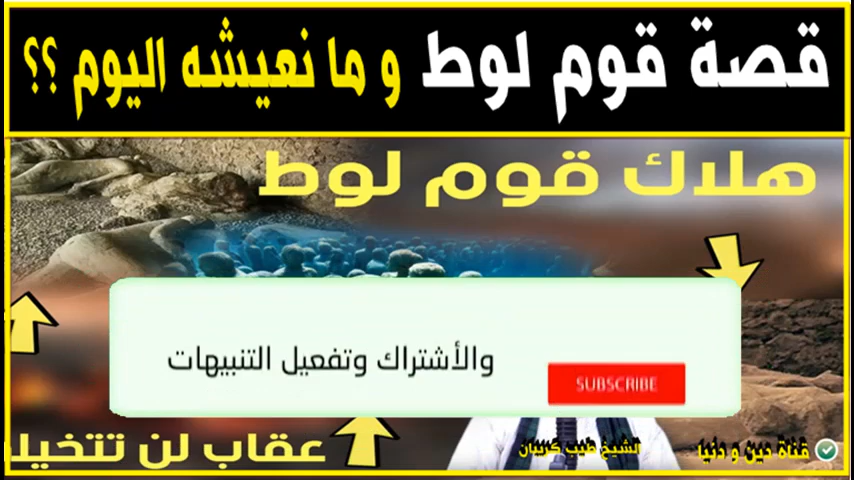 قصة قوم لوط و ما نعيشه اليوم ؟؟
هلاك قوم لوط
والأشتراك وتفعيل التنبيهات
SUBSCRIBE
عقاب لن تتخيل
الشيخ طيب كريبان
قناة دين و دنيا